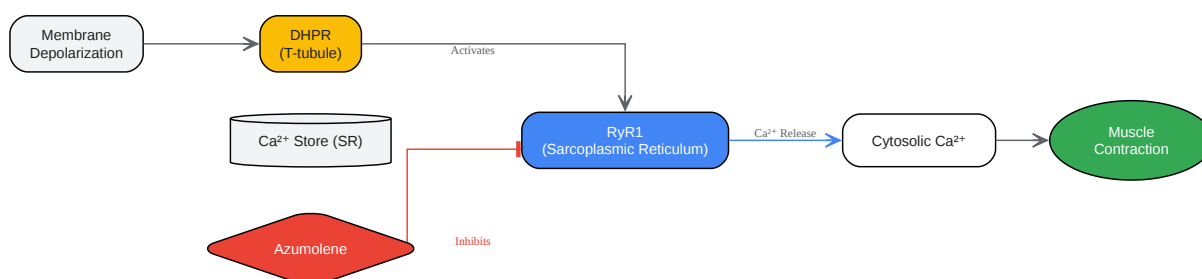 Membrane
Depolarization
DHPR
(T-tubule)
Activates
Ca²⁺ Store (SR)
RyR1
(Sarcoplasmic Reticulum)
Ca²⁺ Release
Cytosolic Ca²⁺
Muscle
Contraction
Azumolene
Inhibits